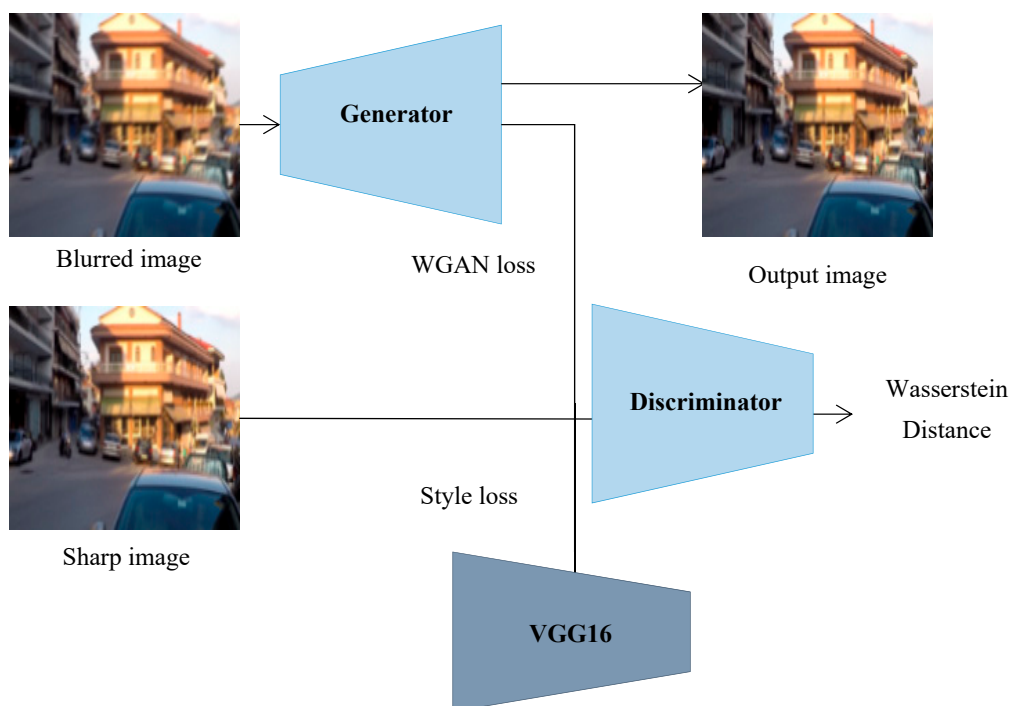 Generator
Blurred image
WGAN loss
Output image
Discriminator
Wasserstein
Distance
Style loss
Sharp image
VGG16